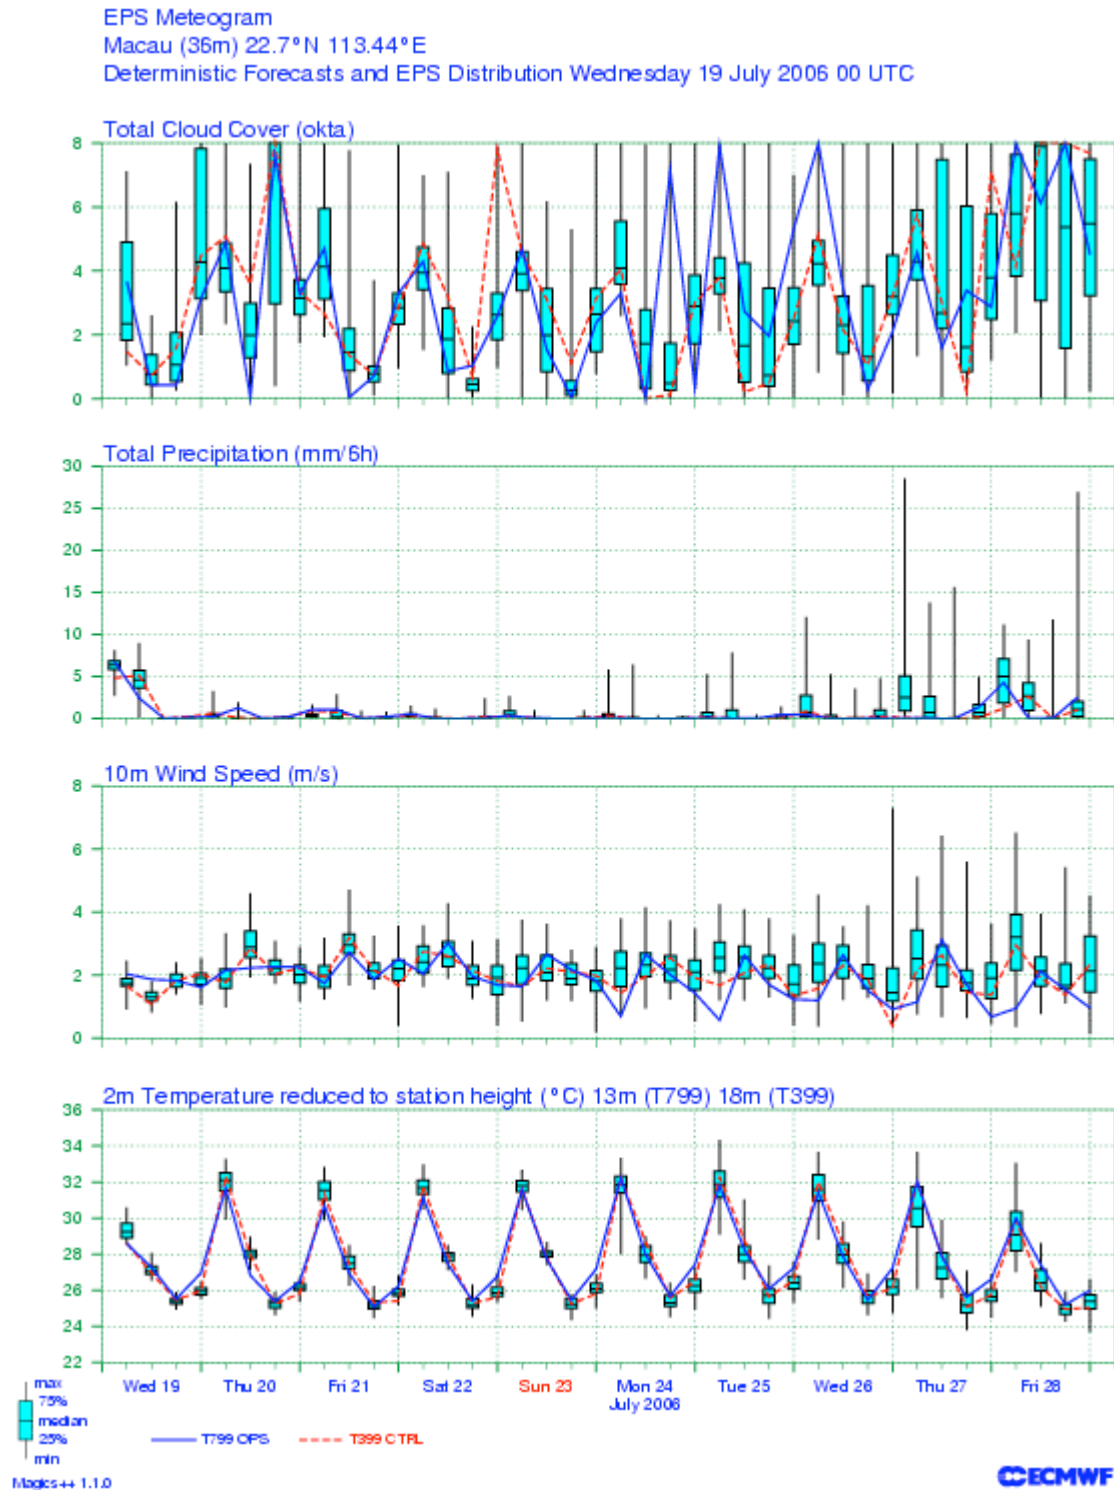 EPS Meteogram
Macau (36m) 22.7°N 113.44°E
Deterministic Forecasts and EPS Distribution Wednesday 19 July 2006 00 UTC
Total Cloud Cover (okta)
8
6
4
2
0
Total Precipitation (mm/6h)
30
25
20
15
10
5
0
10m Wind Speed (m/s)
8
6
4
2
0
2m Temperature reduced to station height (°C) 13m (T799) 18m (T399)
36
34
32
30
28
26
24
22
Wed 19 Thu 20 Fri 21 Sat 22 Sun 23 Mon 24 Tue 25 Wed 26 Thu 27 Fri 28
July 2006
max
75%
median
25%
min
T799 OPS T399 CTRL
Magics++ 1.1.0
ECMWF